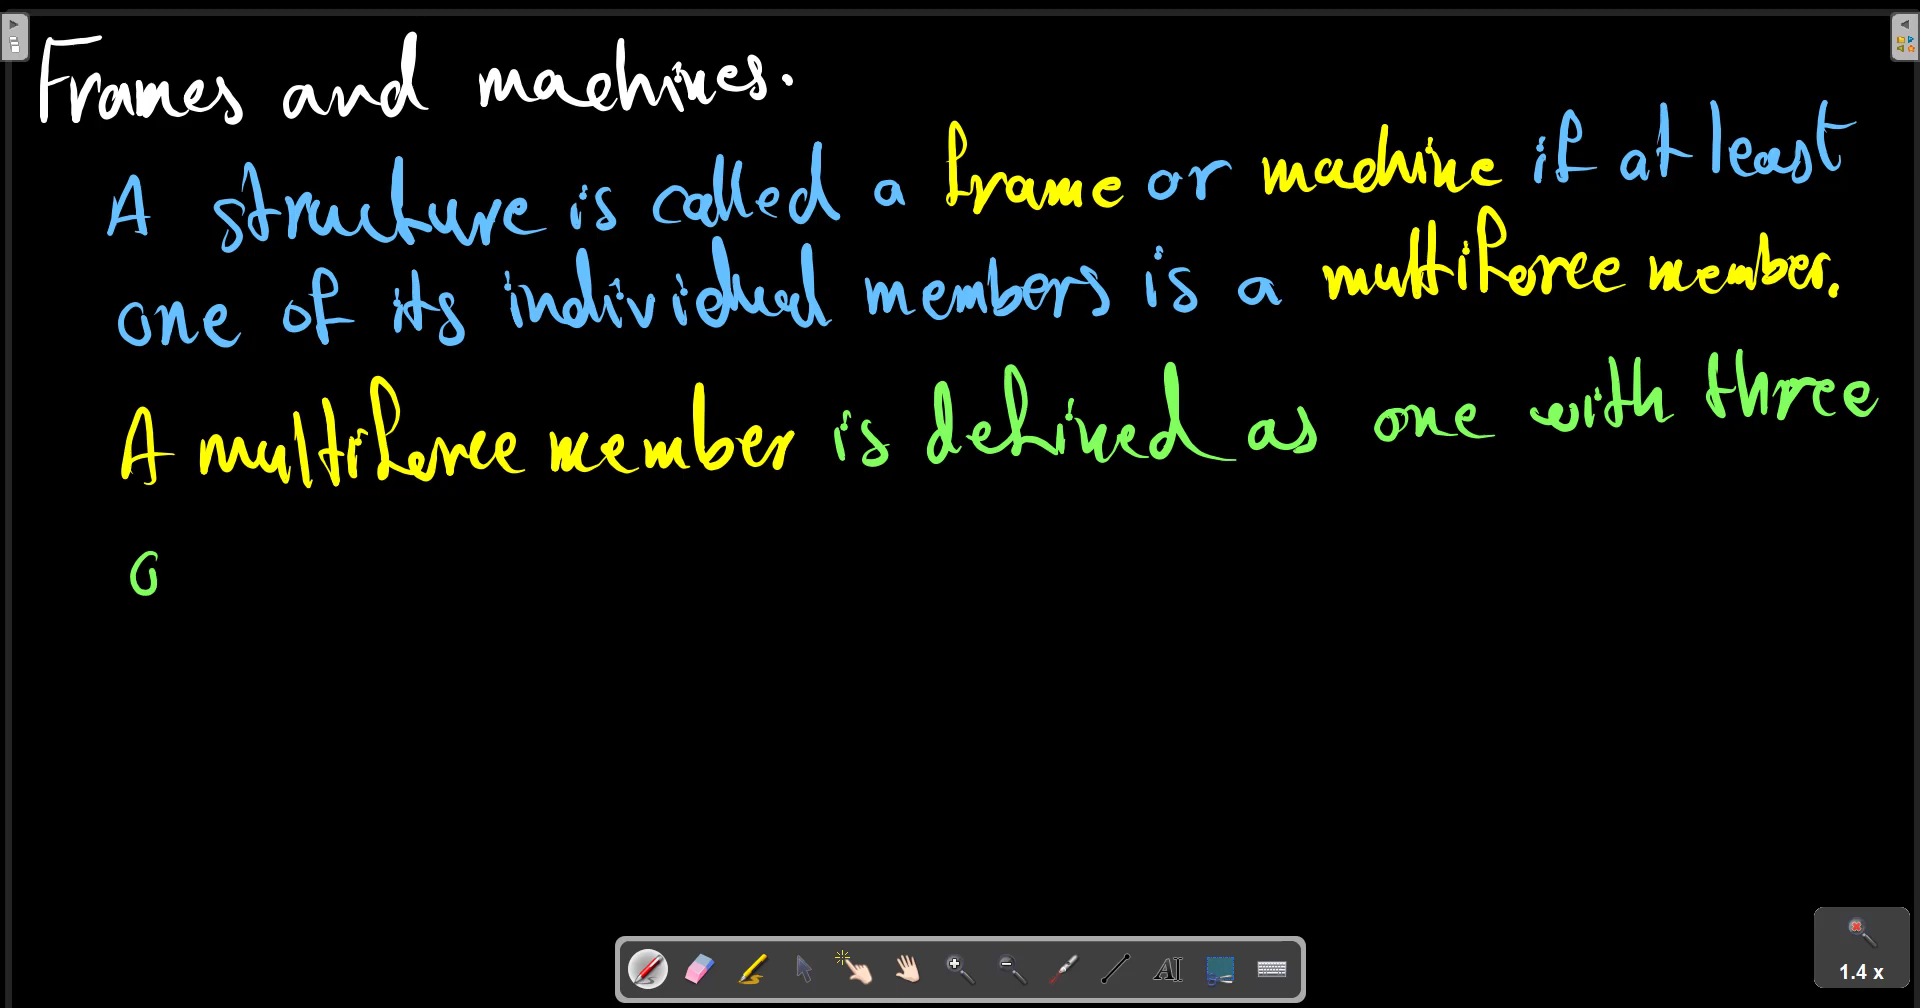 Frames and machines.
A structure is called a frame or machine if at least
one of its individual members is a multiforce member.
A multiforce member is defined as one with three
o
1.4 x